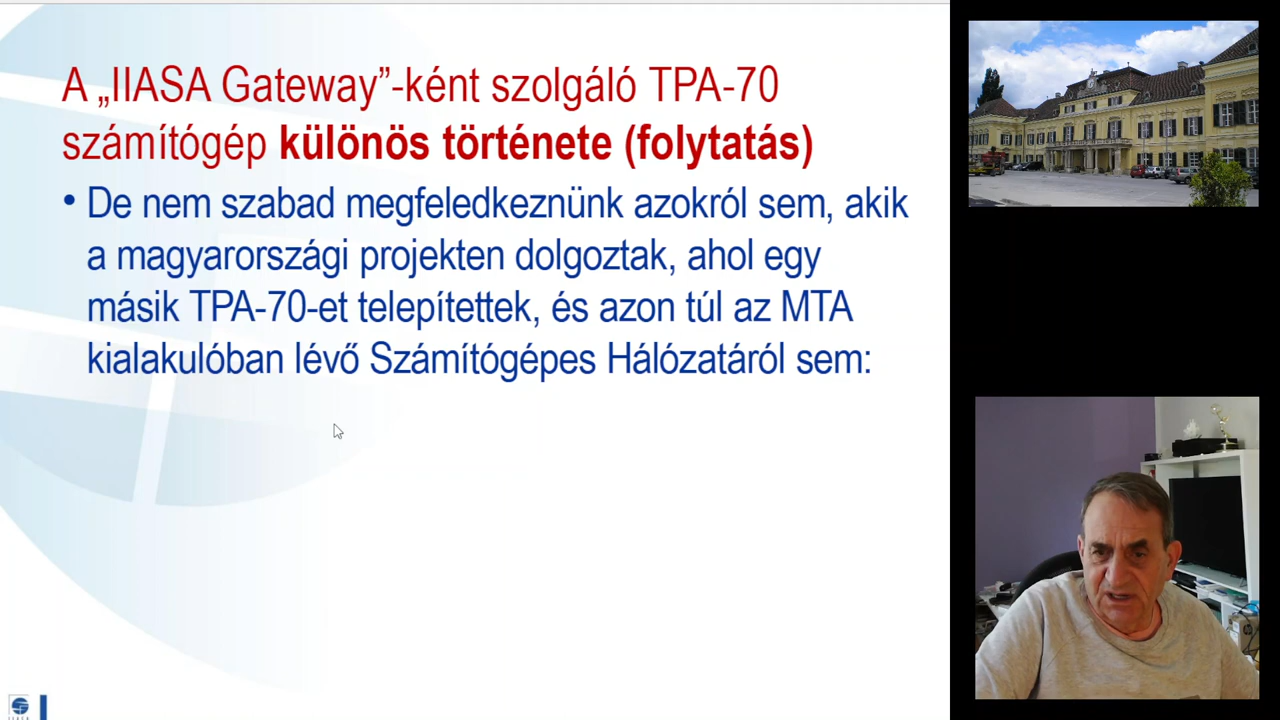 A „IIASA Gateway”-ként szolgáló TPA-70
számítógép különös története (folytatás)
• De nem szabad megfeledkeznünk azokról sem, akik
a magyarországi projekten dolgoztak, ahol egy
másik TPA-70-et telepítettek, és azon túl az MTA
kialakulóban lévő Számítógépes Hálózatáról sem:
IIASA